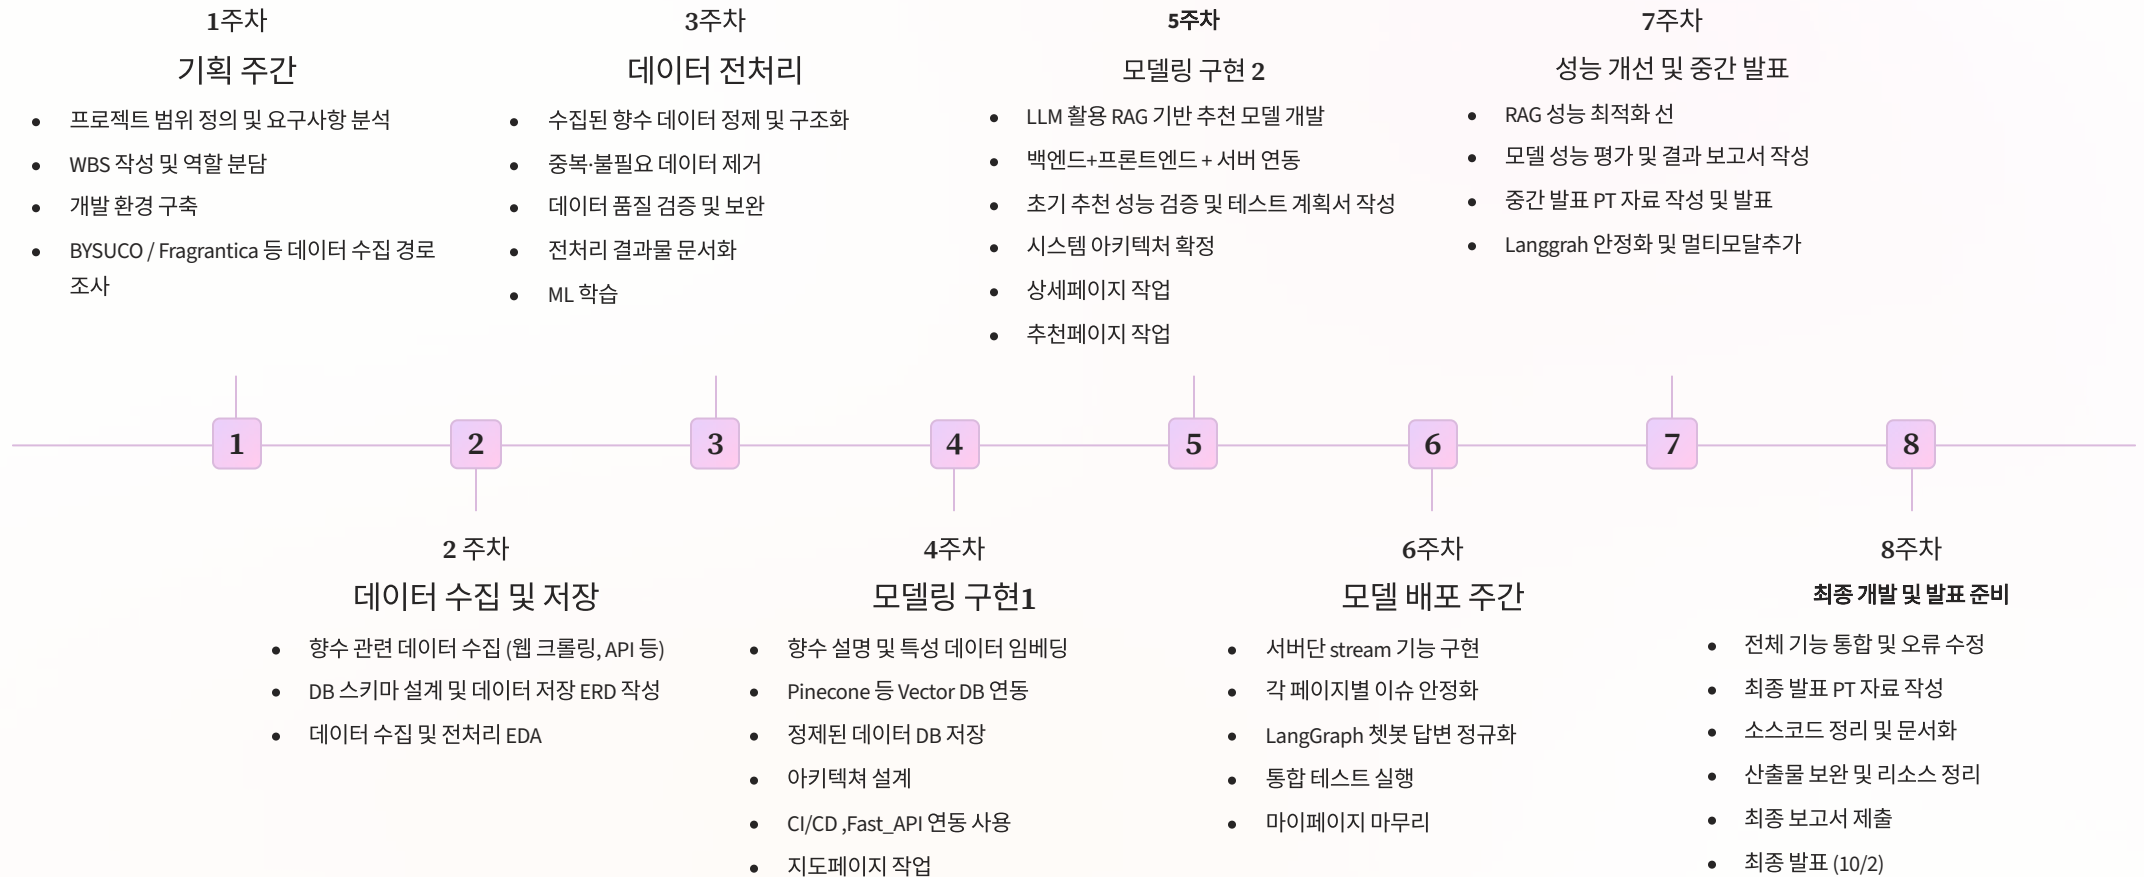 1주차
기획 주간
• 프로젝트 범위 정의 및 요구사항 분석
• WBS 작성 및 역할 분담
• 개발 환경 구축
• BYSUCO / Fragrantica 등 데이터 수집 경로
조사
3주차
데이터 전처리
• 수집된 향수 데이터 정제 및 구조화
• 중복·불필요 데이터 제거
• 데이터 품질 검증 및 보완
• 전처리 결과물 문서화
• ML 학습
5주차
모델링 구현 2
• LLM 활용 RAG 기반 추천 모델 개발
• 백엔드+프론트엔드 + 서버 연동
• 초기 추천 성능 검증 및 테스트 계획서 작성
• 시스템 아키텍처 확정
• 상세페이지 작업
• 추천페이지 작업
7주차
성능 개선 및 중간 발표
• RAG 성능 최적화 선
• 모델 성능 평가 및 결과 보고서 작성
• 중간 발표 PT 자료 작성 및 발표
• Langgrah 안정화 및 멀티모달추가
1
2
3
4
5
6
7
8
2 주차
데이터 수집 및 저장
• 향수 관련 데이터 수집 (웹 크롤링, API 등)
• DB 스키마 설계 및 데이터 저장 ERD 작성
• 데이터 수집 및 전처리 EDA
4주차
모델링 구현1
• 향수 설명 및 특성 데이터 임베딩
• Pinecone 등 Vector DB 연동
• 정제된 데이터 DB 저장
• 아키텍쳐 설계
• CI/CD ,Fast_API 연동 사용
• 지도페이지 작업
6주차
모델 배포 주간
• 서버단 stream 기능 구현
• 각 페이지별 이슈 안정화
• LangGraph 쳇봇 답변 정규화
• 통합 테스트 실행
• 마이페이지 마무리
8주차
최종 개발 및 발표 준비
• 전체 기능 통합 및 오류 수정
• 최종 발표 PT 자료 작성
• 소스코드 정리 및 문서화
• 산출물 보완 및 리소스 정리
• 최종 보고서 제출
• 최종 발표 (10/2)